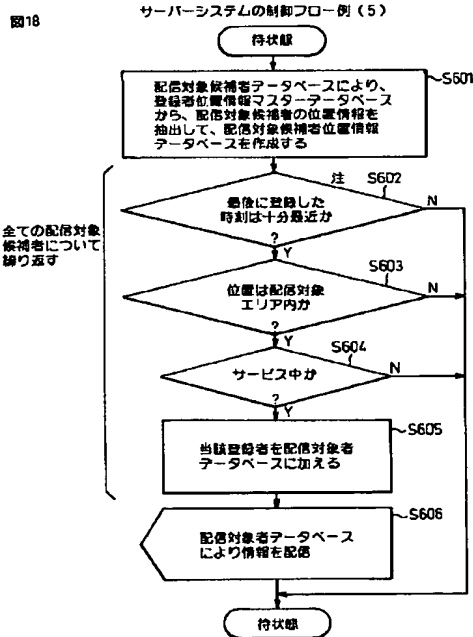 図18
サーバーシステムの制御フロー例(5)
待状態
配信対象候補者データベースにより、
登録者位置情報マスターデータベース
から、配信対象候補者の位置情報を
抽出して、配信対象候補者位置情報
データベースを作成する
S601
注
S602
最後に登録した
時刻は十分最近か
?
N
Y
全ての配信対象
候補者について
繰り返す
S603
位置は配信対象
エリア内か
?
N
Y
S604
サービス中か
?
N
Y
当該登録者を配信対象者
データベースに加える
S605
配信対象者データベース
により情報を配信
S606
待状態